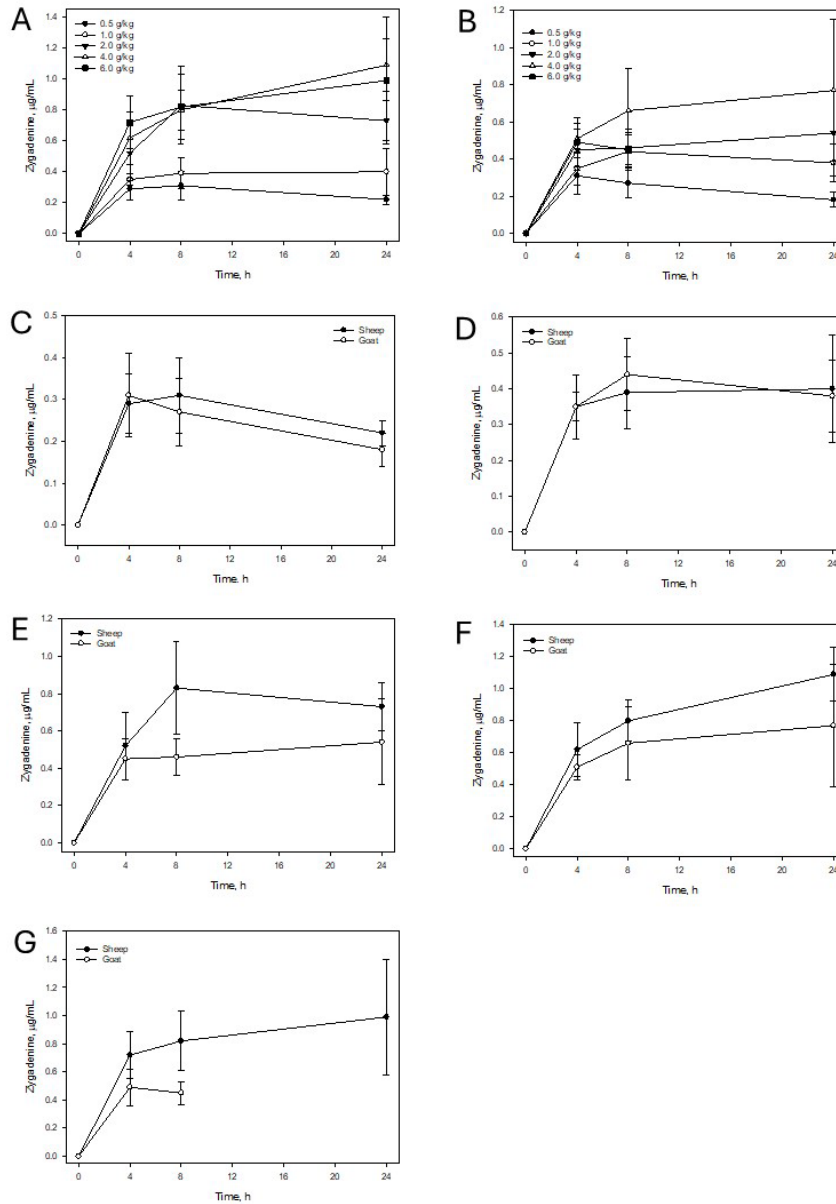 A
0.5 g/kg
1.0 g/kg
2.0 g/kg
4.0 g/kg
6.0 g/kg
Zygadenine, µg/mL
1.4
1.2
1.0
0.8
0.6
0.4
0.2
0.0
0 4 8 12 16 20 24
Time, h
B
0.5 g/kg
1.0 g/kg
2.0 g/kg
4.0 g/kg
6.0 g/kg
Zygadenine, µg/mL
1.2
1.0
0.8
0.6
0.4
0.2
0.0
0 4 8 12 16 20 24
Time, h
C
Sheep
Goat
Zygadenine, µg/mL
0.5
0.4
0.3
0.2
0.1
0.0
0 4 8 12 16 20 24
Time. h
D
Sheep
Goat
Zygadenine, µg/mL
0.6
0.5
0.4
0.3
0.2
0.1
0.0
0 4 8 12 16 20 24
Time, h
E
Sheep
Goat
Zygadenine, µg/mL
1.2
1.0
0.8
0.6
0.4
0.2
0.0
0 4 8 12 16 20 24
Time, h
F
Sheep
Goat
Zygadenine, µg/mL
1.4
1.2
1.0
0.8
0.6
0.4
0.2
0.0
0 4 8 12 16 20 24
Time, h
G
Sheep
Goat
Zygadenine, µg/mL
1.6
1.4
1.2
1.0
0.8
0.6
0.4
0.2
0.0
0 4 8 12 16 20 24
Time, h